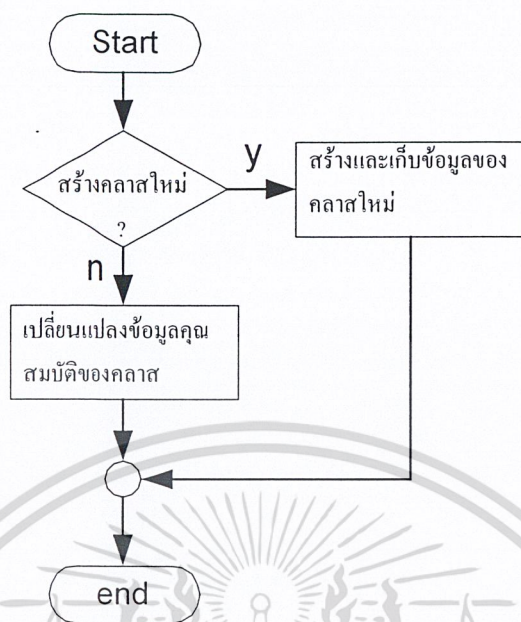 Start
สร้างคลาสใหม่
?
y
สร้างและเก็บข้อมูลของ
คลาสใหม่
n
เปลี่ยนแปลงข้อมูลคุณ
สมบัติของคลาส
end